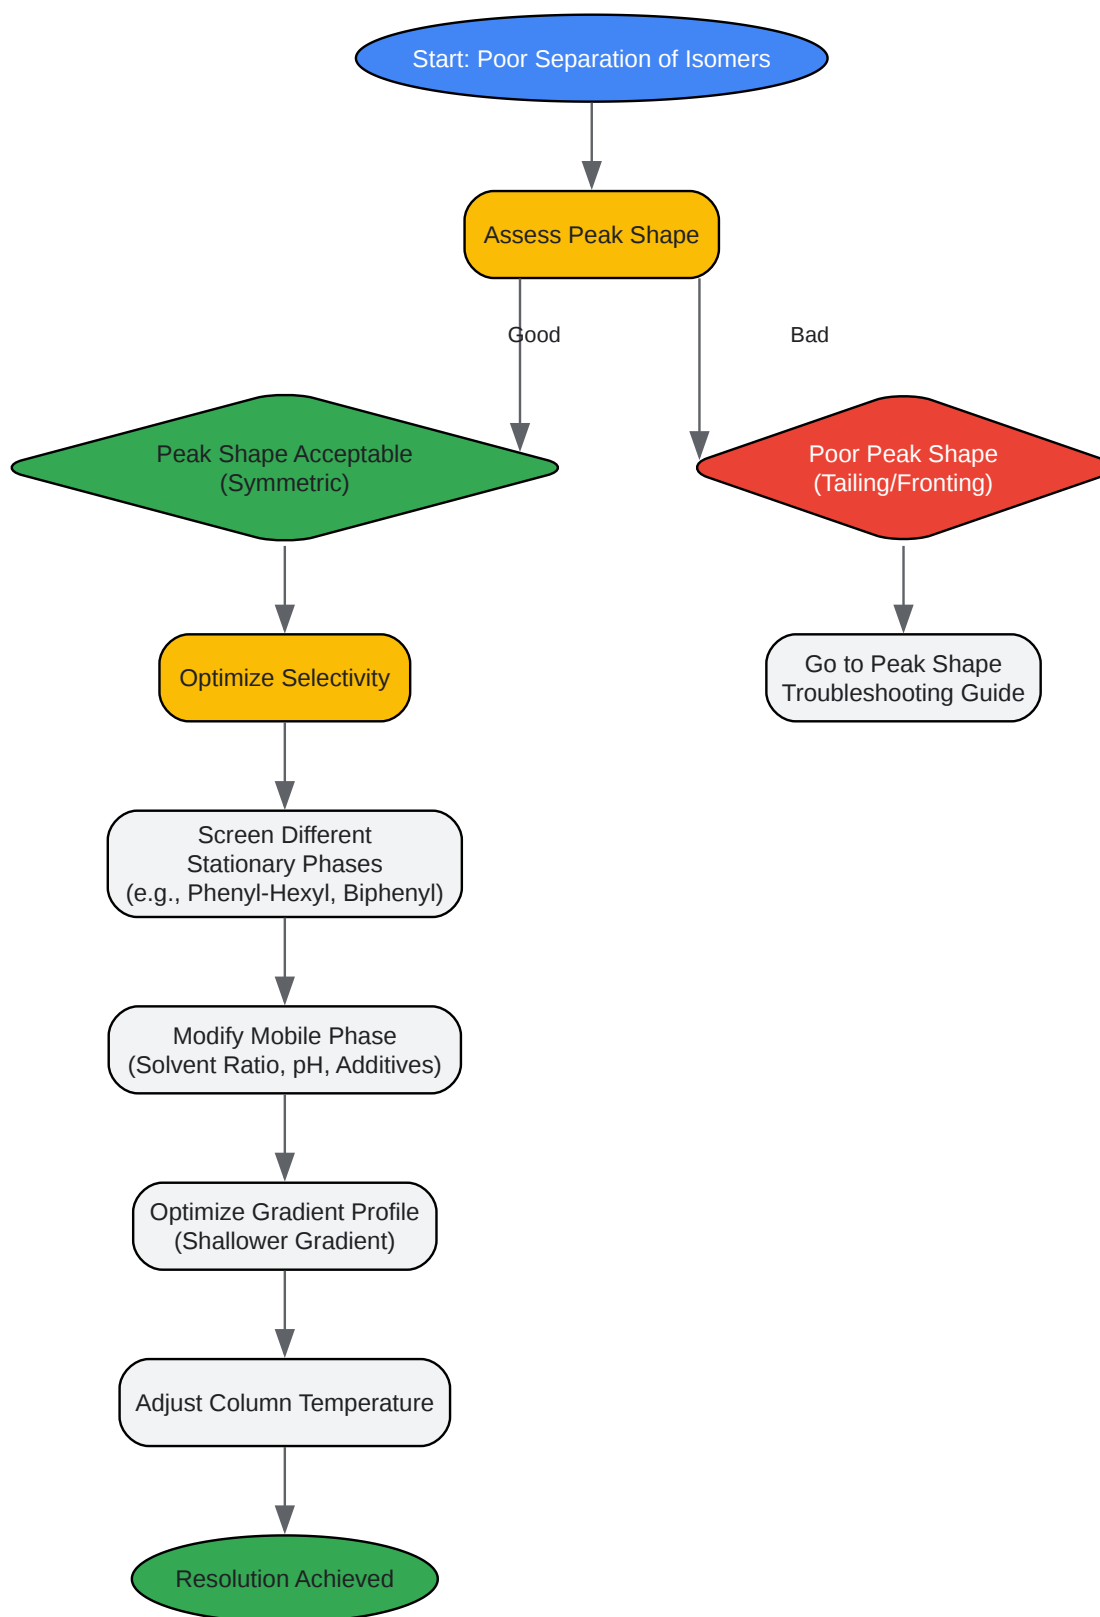 Start: Poor Separation of Isomers
Assess Peak Shape
Good
Bad
Peak Shape Acceptable
(Symmetric)
Poor Peak Shape
(Tailing/Fronting)
Optimize Selectivity
Go to Peak Shape
Troubleshooting Guide
Screen Different
Stationary Phases
(e.g., Phenyl-Hexyl, Biphenyl)
Modify Mobile Phase
(Solvent Ratio, pH, Additives)
Optimize Gradient Profile
(Shallower Gradient)
Adjust Column Temperature
Resolution Achieved